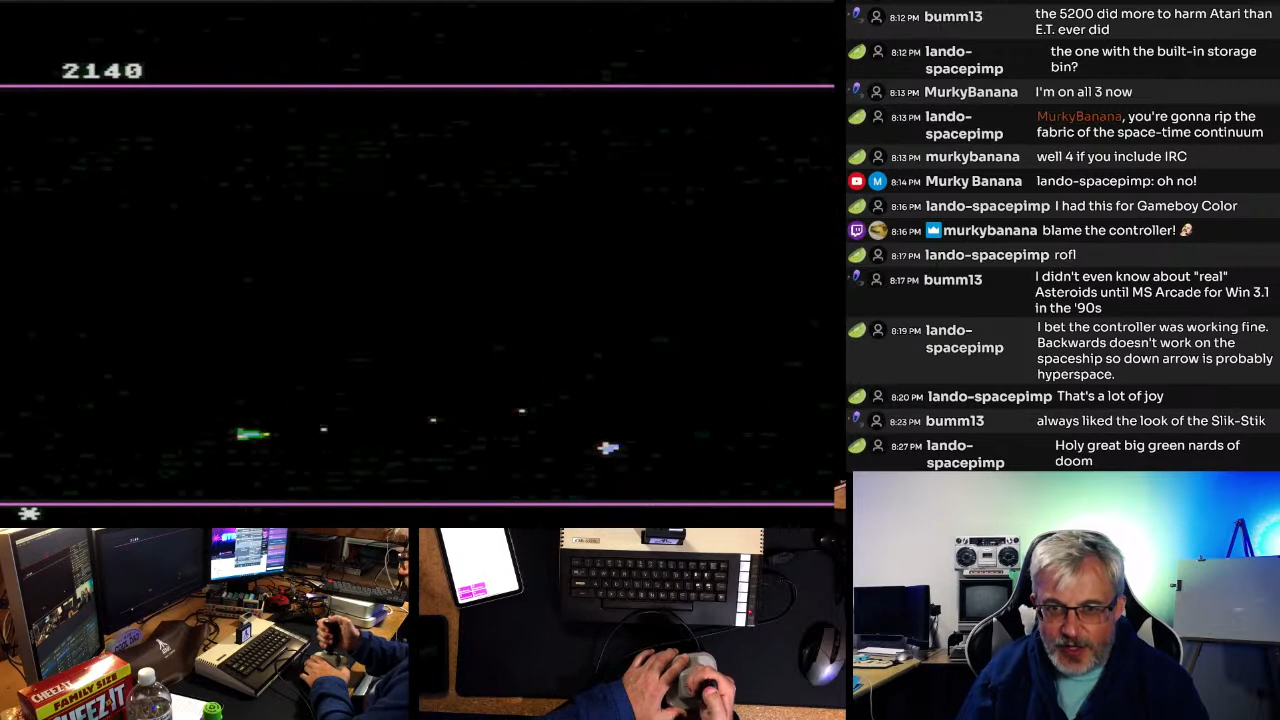 2140
8:12 PM bumm13 the 5200 did more to harm Atari than
E.T. ever did
8:12 PM lando-spacepimp the one with the built-in storage
bin?
8:13 PM MurkyBanana I'm on all 3 now
8:13 PM lando-spacepimp MurkyBanana, you're gonna rip the
fabric of the space-time continuum
8:13 PM murkybanana well 4 if you include IRC
M 8:14 PM Murky Banana lando-spacepimp: oh no!
8:16 PM lando-spacepimp I had this for Gameboy Color
8:16 PM murkybanana blame the controller!
8:17 PM lando-spacepimp rofl
8:17 PM bumm13 I didn't even know about "real"
Asteroids until MS Arcade for Win 3.1
in the '90s
8:19 PM lando-spacepimp I bet the controller was working fine.
Backwards doesn't work on the
spaceship so down arrow is probably
hyperspace.
8:20 PM lando-spacepimp That's a lot of joy
8:23 PM bumm13 always liked the look of the Slik-Stik
8:27 PM lando-spacepimp Holy great big green nards of
doom
CHEEZ-IT
FAMILY SIZE
CHEEZ-IT